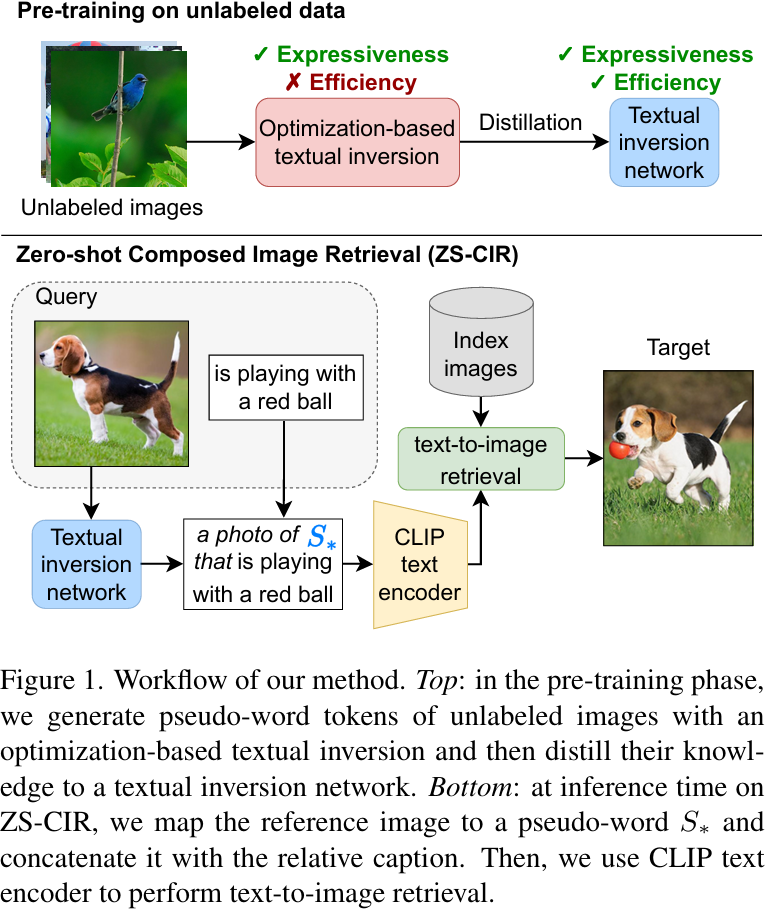 Pre-training on unlabeled data
✓ Expressiveness
✗ Efficiency
✓ Expressiveness
✓ Efficiency
Optimization-based
textual inversion
Distillation
Textual
inversion
network
Unlabeled images
Zero-shot Composed Image Retrieval (ZS-CIR)
Query
is playing with
a red ball
Index
images
Target
text-to-image
retrieval
Textual
inversion
network
a photo of S*
that is playing
with a red ball
CLIP
text
encoder
Figure 1. Workflow of our method. Top: in the pre-training phase,
we generate pseudo-word tokens of unlabeled images with an
optimization-based textual inversion and then distill their knowl-
edge to a textual inversion network. Bottom: at inference time on
ZS-CIR, we map the reference image to a pseudo-word S* and
concatenate it with the relative caption. Then, we use CLIP text
encoder to perform text-to-image retrieval.